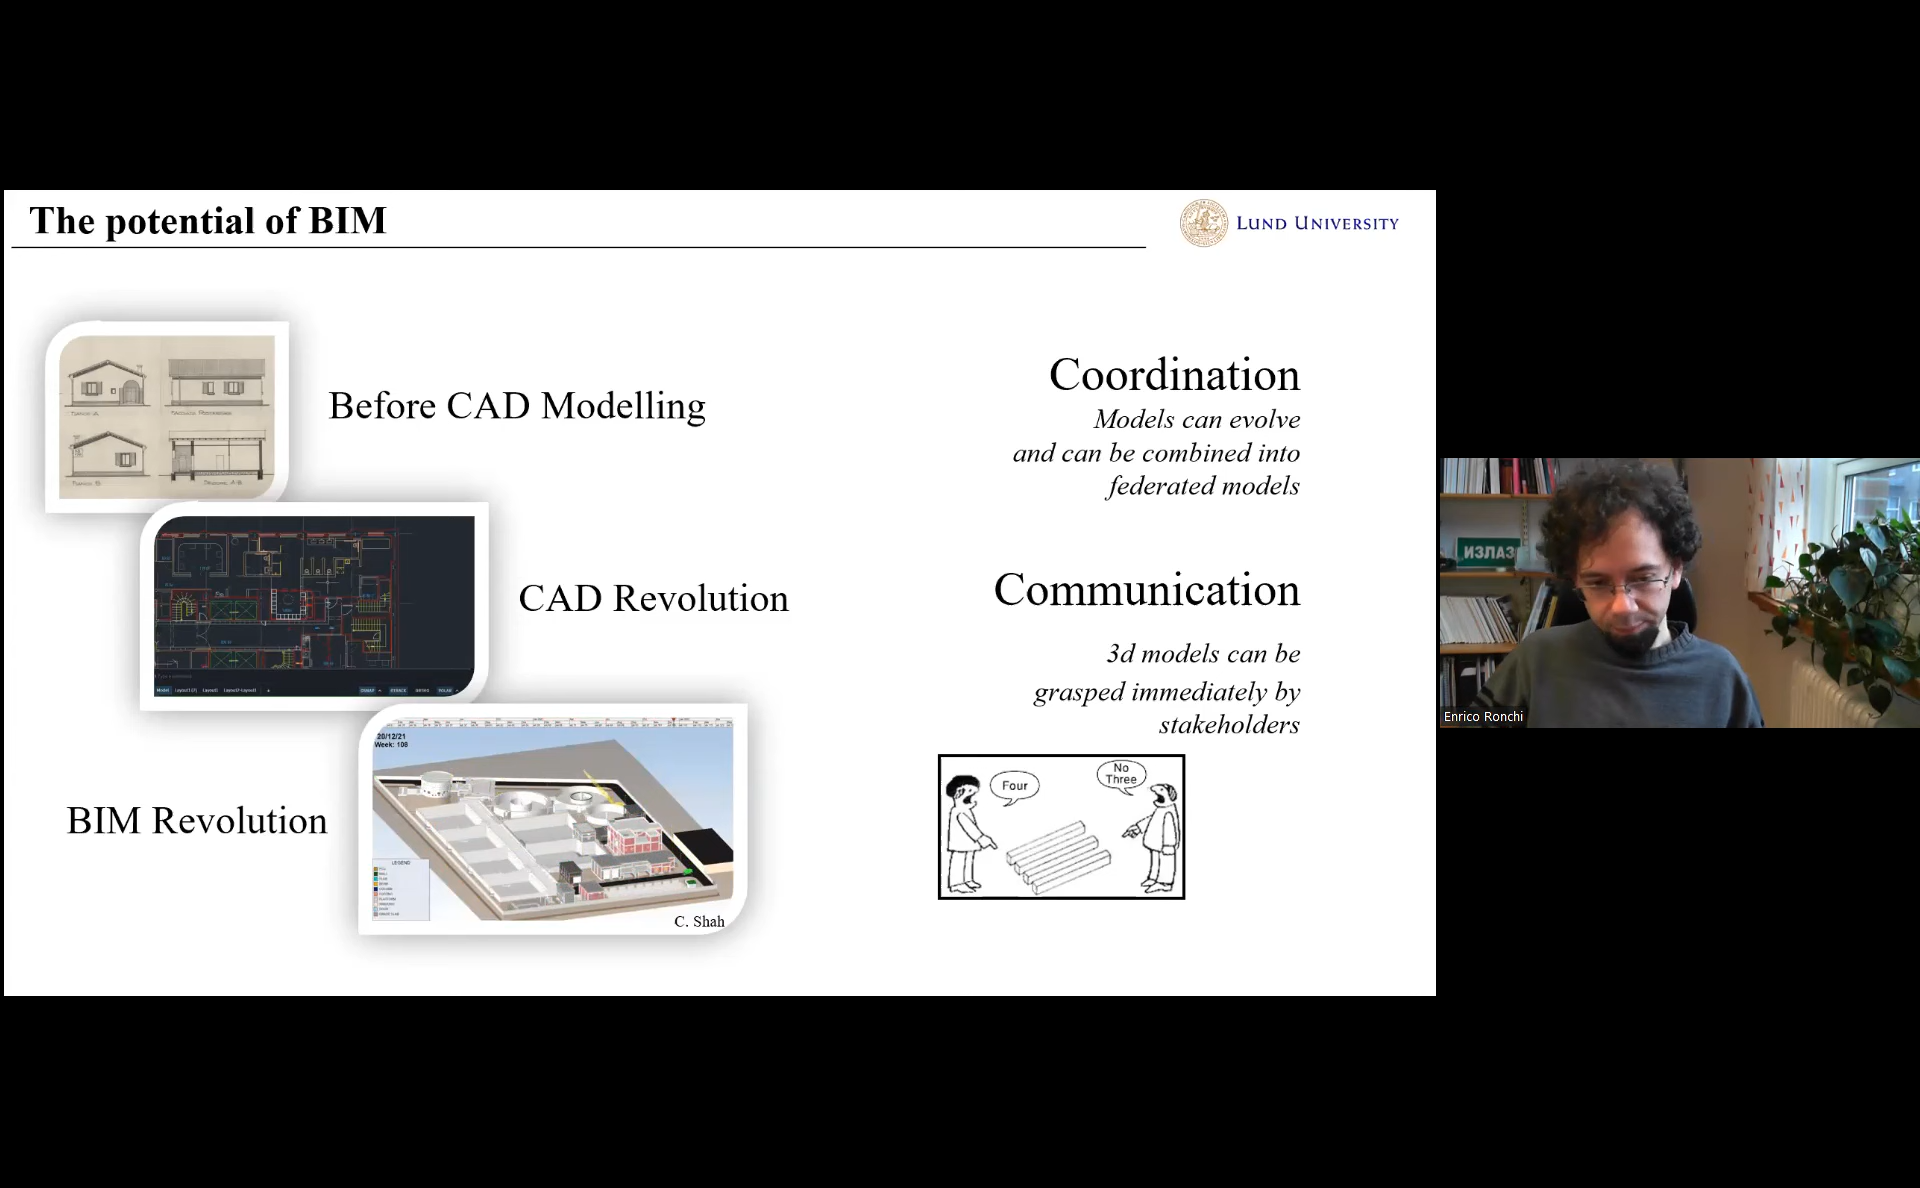 The potential of BIM
LUND UNIVERSITY
Before CAD Modelling
CAD Revolution
BIM Revolution
20/12/21
Week: 108
LEGEND
C. Shah
Coordination
Models can evolve
and can be combined into
federated models
Communication
3d models can be
grasped immediately by
stakeholders
Four
No
Three
ИЗЛАЗ
Enrico Ronchi